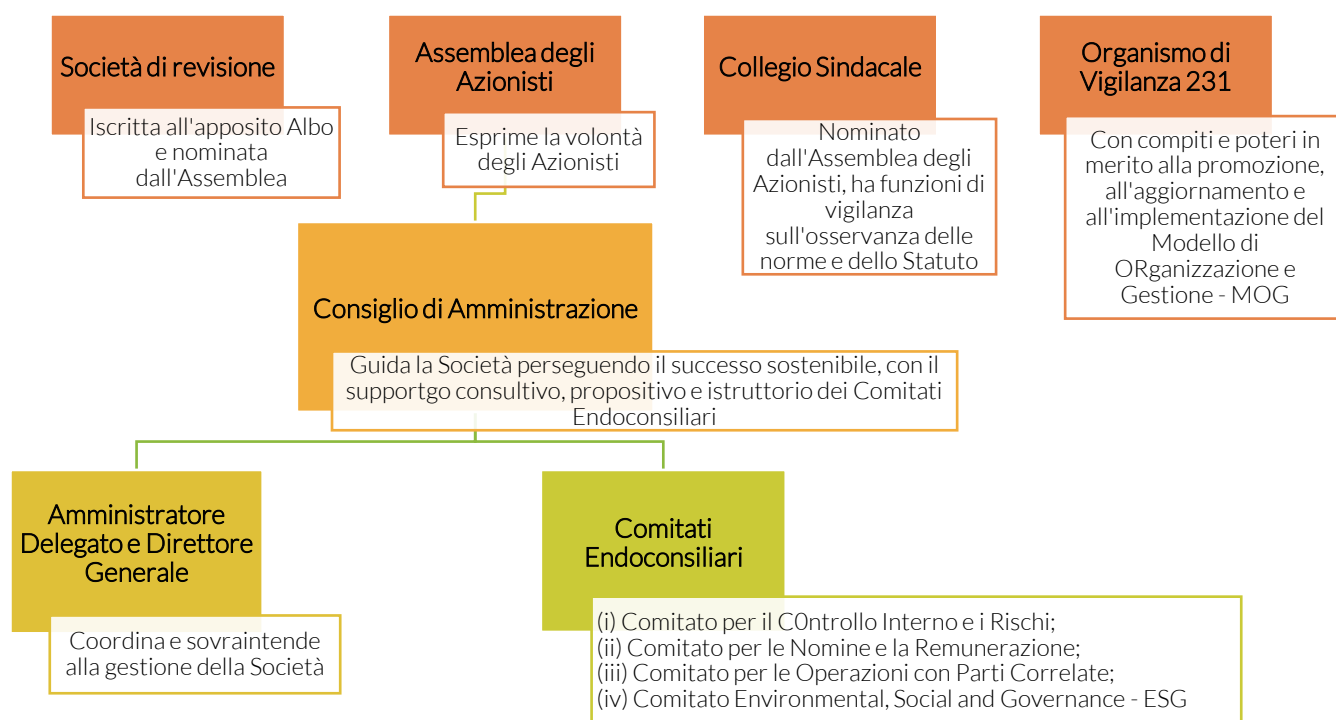 Società di revisione
Iscritta all'apposito Albo
e nominata
dall'Assemblea
Assemblea degli
Azionisti
Esprime la volontà
degli Azionisti
Collegio Sindacale
Nominato
dall'Assemblea degli
Azionisti, ha funzioni di
vigilanza
sull'osservanza delle
norme e dello Statuto
Organismo di
Vigilanza 231
Con compiti e poteri in
merito alla promozione,
all'aggiornamento e
all'implementazione del
Modello di
ORganizzazione e
Gestione - MOG
Consiglio di Amministrazione
Guida la Società perseguendo il successo sostenibile, con il
supportgo consultivo, propositivo e istruttorio dei Comitati
Endoconsiliari
Amministratore
Delegato e Direttore
Generale
Coordina e sovraintende
alla gestione della Società
Comitati
Endoconsiliari
(i) Comitato per il C0ntrollo Interno e i Rischi;
(ii) Comitato per le Nomine e la Remunerazione;
(iii) Comitato per le Operazioni con Parti Correlate;
(iv) Comitato Environmental, Social and Governance - ESG